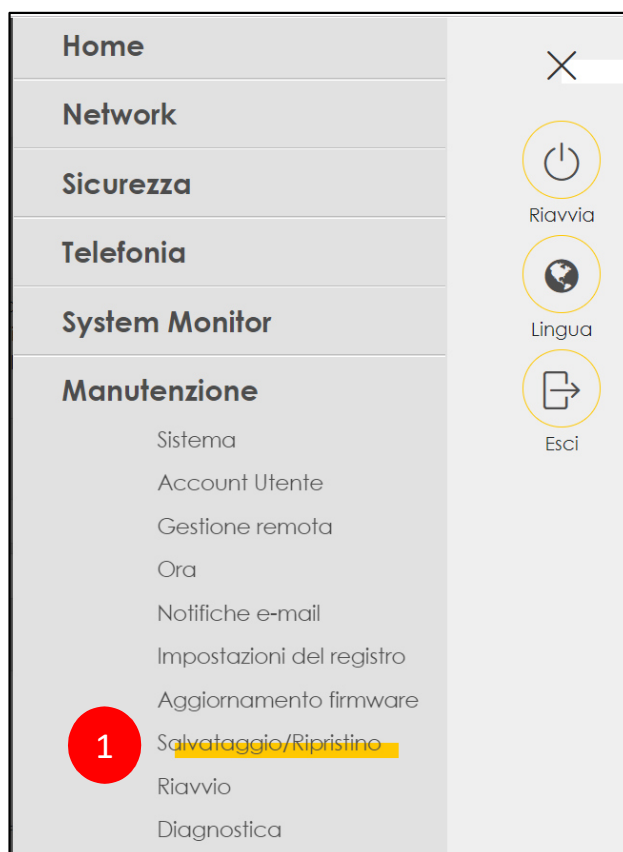 Home
Network
Sicurezza
Telefonia
System Monitor
Manutenzione
Sistema
Account Utente
Gestione remota
Ora
Notifiche e-mail
Impostazioni del registro
Aggiornamento firmware
1
Salvataggio/Ripristino
Riavvio
Diagnostica
Riavvia
Lingua
Esci